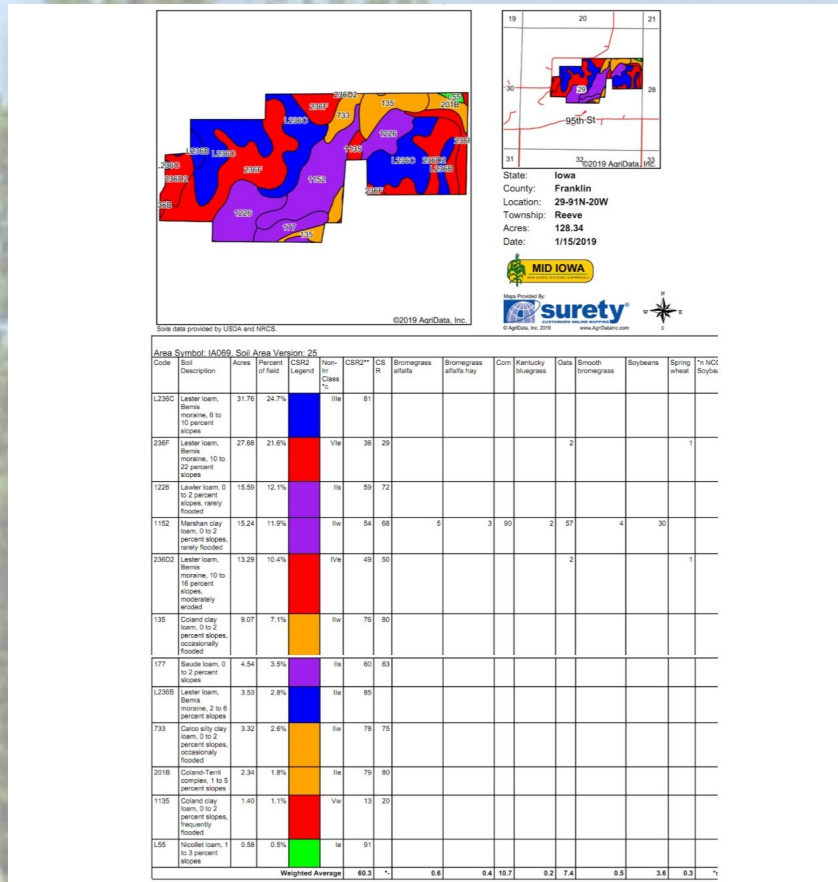 19 20 21
236D2
236F
L55
135
201B
733
L236C
1226
236F
1135
L236B L236C
L236C
L236C 236D2
L236B
236D2
236F
1152
236F
36B
1226
177
135
30 29 28
95th St
31 32 33
©2019 AgriData, Inc.
State: Iowa
County: Franklin
Location: 29-91N-20W
Township: Reeve
Acres: 128.34
Date: 1/15/2019
MID IOWA
Maps Provided By:
surety®
CUSTOMIZED ONLINE MAPPING
© AgriData, Inc. 2019 www.AgriDataInc.com
N
W E
S
©2019 AgriData, Inc.
Soils data provided by USDA and NRCS.
Area Symbol: IA069, Soil Area Version: 25
Code Soil Description Acres Percent of field CSR2 Legend Non-Irr Class *c CSR2** CSR Bromegrass alfalfa Bromegrass alfalfa hay Corn Kentucky bluegrass Oats Smooth bromegrass Soybeans Spring wheat *n NCC Soybea
L236C Lester loam, Bemis moraine, 6 to 10 percent slopes 31.76 24.7% IIIe 81
236F Lester loam, Bemis moraine, 10 to 22 percent slopes 27.68 21.6% VIe 36 29 2 1
1226 Lawler loam, 0 to 2 percent slopes, rarely flooded 15.59 12.1% IIs 59 72
1152 Marshan clay loam, 0 to 2 percent slopes, rarely flooded 15.24 11.9% IIw 54 68 5 3 90 2 57 4 30
236D2 Lester loam, Bemis moraine, 10 to 16 percent slopes, moderately eroded 13.29 10.4% IVe 49 50 2 1
135 Coland clay loam, 0 to 2 percent slopes, occasionally flooded 9.07 7.1% IIw 76 80
177 Saude loam, 0 to 2 percent slopes 4.54 3.5% IIs 60 63
L236B Lester loam, Bemis moraine, 2 to 6 percent slopes 3.53 2.8% IIe 85
733 Calco silty clay loam, 0 to 2 percent slopes, occasionally flooded 3.32 2.6% IIw 78 75
201B Coland-Terril complex, 1 to 5 percent slopes 2.34 1.8% IIe 79 80
1135 Coland clay loam, 0 to 2 percent slopes, frequently flooded 1.40 1.1% Vw 13 20
L55 Nicollet loam, 1 to 3 percent slopes 0.58 0.5% Ie 91
Weighted Average 60.3 *- 0.6 0.4 10.7 0.2 7.4 0.5 3.6 0.3